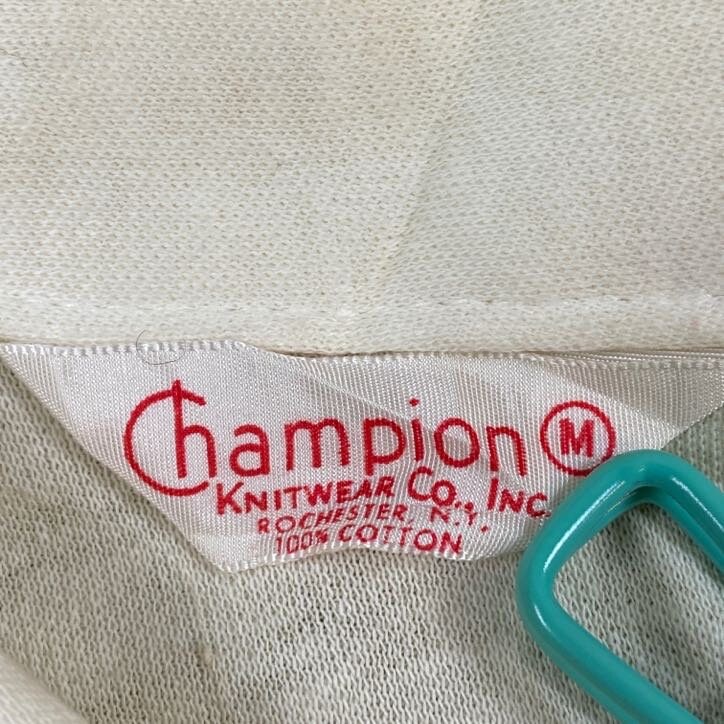 Champion M
KNITWEAR CO., INC.
ROCHESTER, N.Y.
100% COTTON